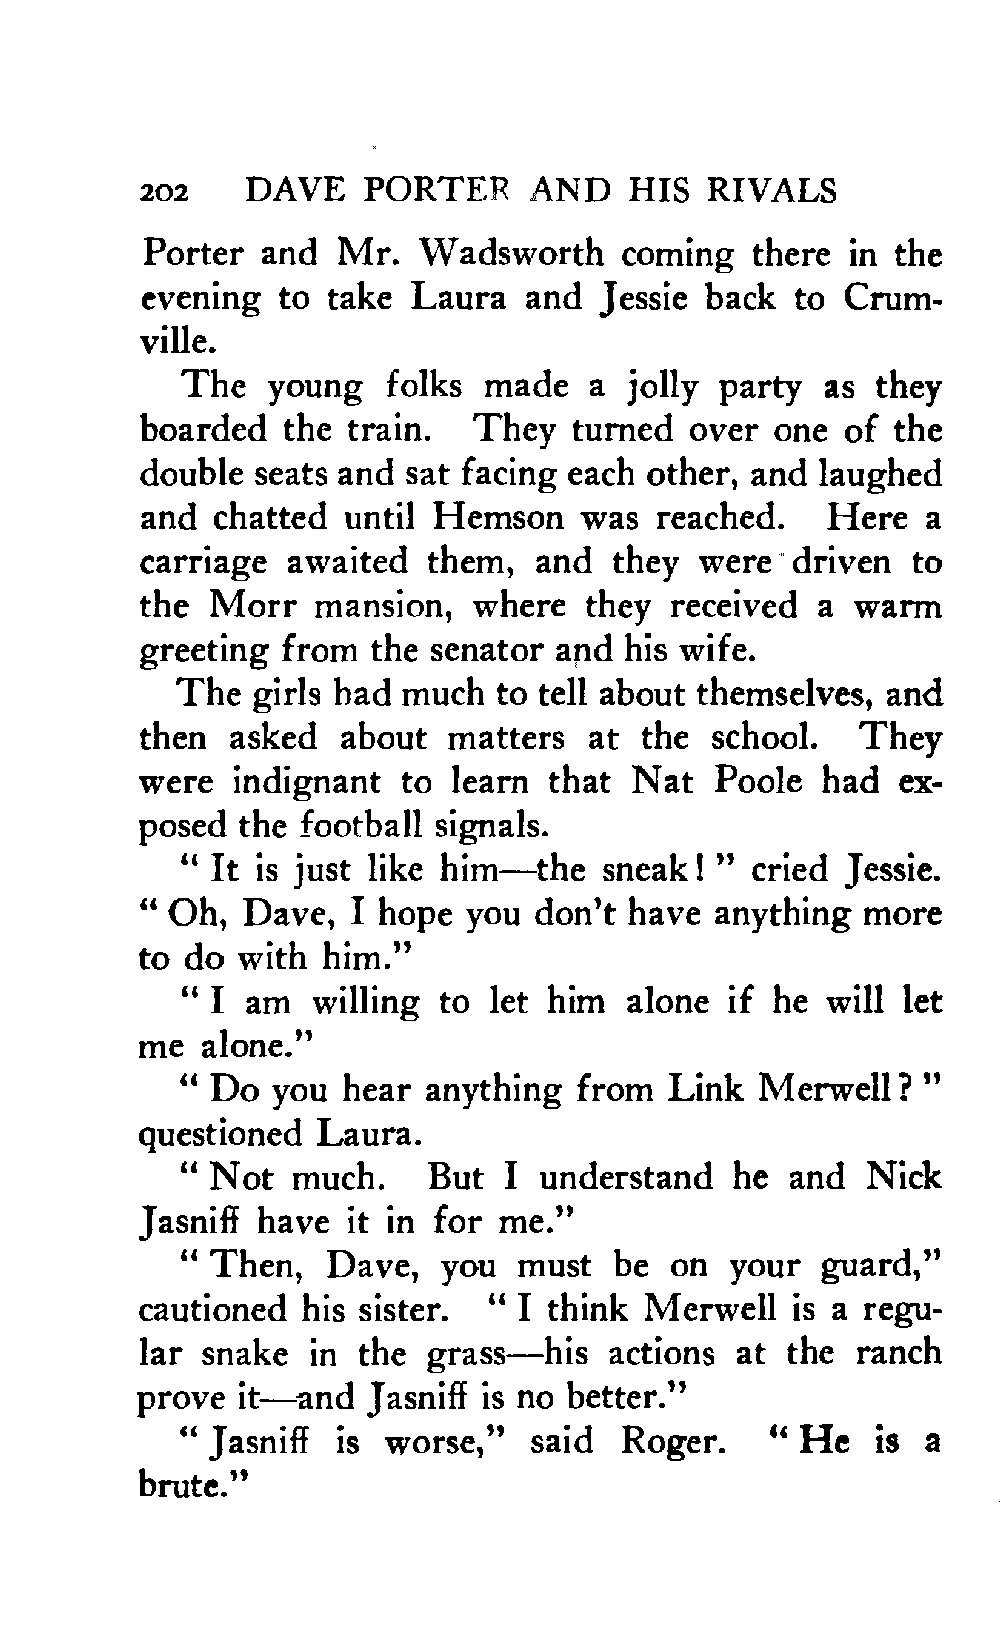 202 DAVE PORTER AND HIS RIVALS
Porter and Mr. Wadsworth coming there in the
evening to take Laura and Jessie back to Crum-
ville.
The young folks made a jolly party as they
boarded the train. They turned over one of the
double seats and sat facing each other, and laughed
and chatted until Hemson was reached. Here a
carriage awaited them, and they were driven to
the Morr mansion, where they received a warm
greeting from the senator and his wife.
The girls had much to tell about themselves, and
then asked about matters at the school. They
were indignant to learn that Nat Poole had ex-
posed the football signals.
" It is just like him—the sneak! " cried Jessie.
" Oh, Dave, I hope you don't have anything more
to do with him."
" I am willing to let him alone if he will let
me alone."
" Do you hear anything from Link Merwell? "
questioned Laura.
" Not much. But I understand he and Nick
Jasniff have it in for me."
" Then, Dave, you must be on your guard,"
cautioned his sister. " I think Merwell is a regu-
lar snake in the grass—his actions at the ranch
prove it—and Jasniff is no better."
" Jasniff is worse," said Roger. " He is a
brute."